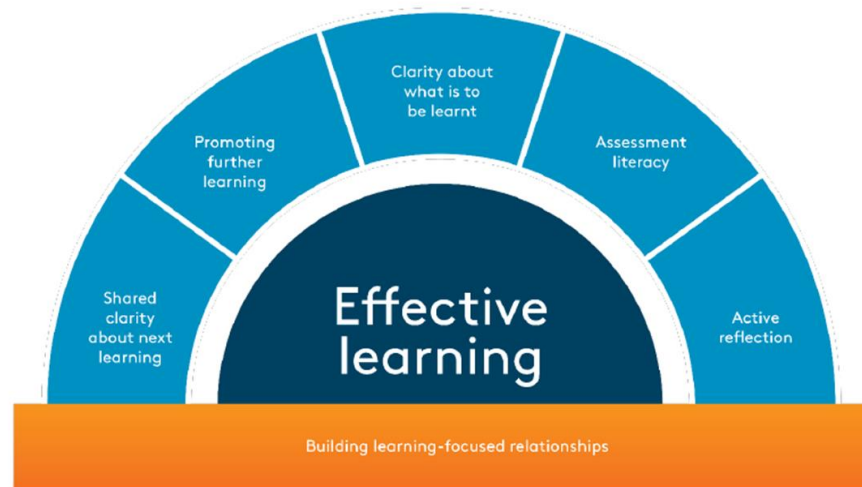 Clarity about
what is to
be learnt
Promoting
further
learning
Assessment
literacy
Shared
clarity
about next
learning
Active
reflection
Effective
learning
Building learning-focused relationships